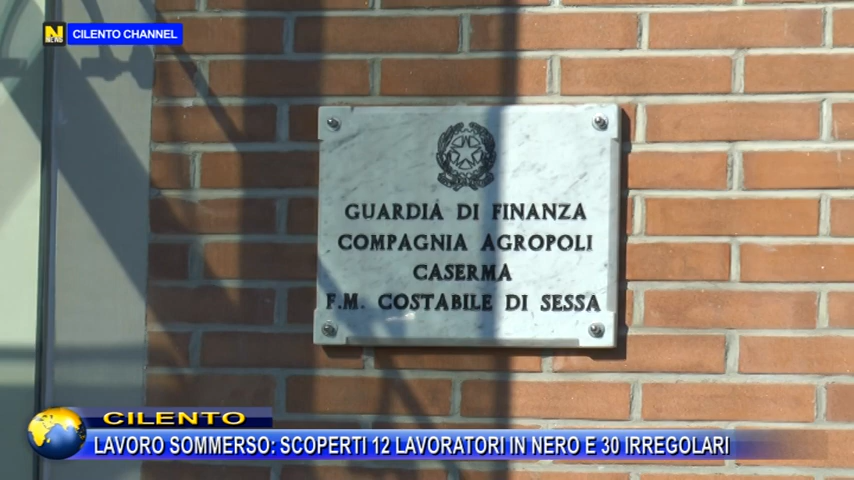 N
CILENTO CHANNEL
GUARDIA DI FINANZA
COMPAGNIA AGROPOLI
CASERMA
F.M. COSTABILE DI SESSA
CILENTO
LAVORO SOMMERSO: SCOPERTI 12 LAVORATORI IN NERO E 30 IRREGOLARI